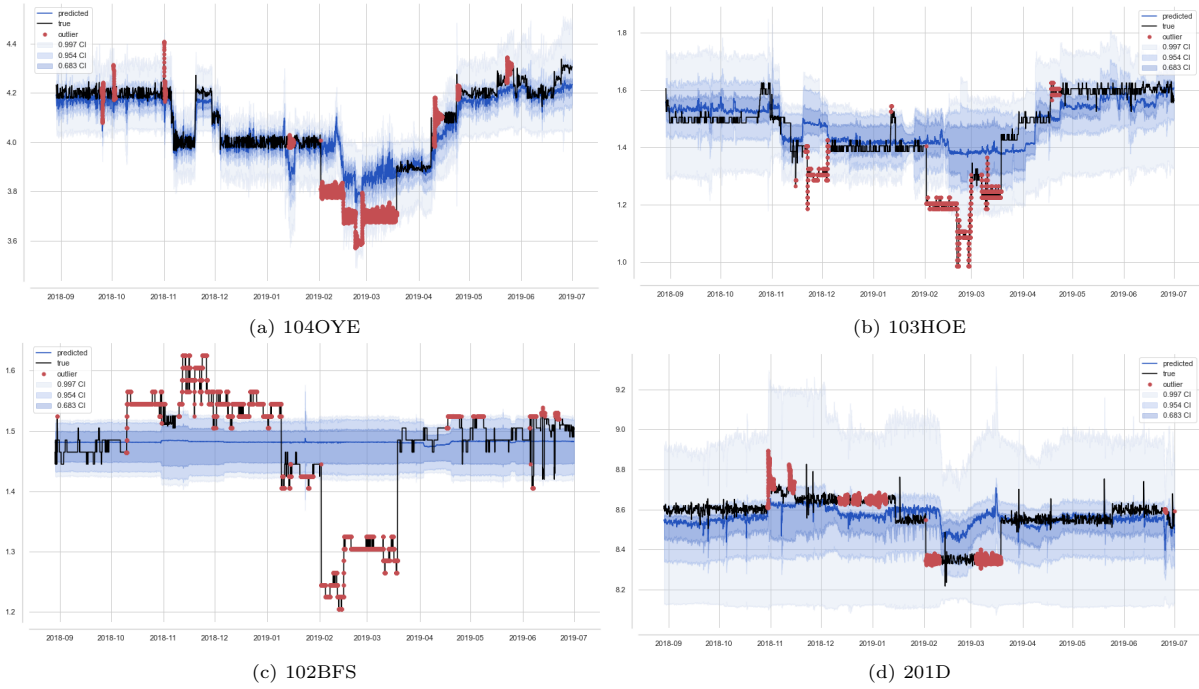 predicted
true
outlier
0.997 CI
0.954 CI
0.683 CI
4.4
4.2
4.0
3.8
3.6
2018-09 2018-10 2018-11 2018-12 2019-01 2019-02 2019-03 2019-04 2019-05 2019-06 2019-07
(a) 104OYE
predicted
true
outlier
0.997 CI
0.954 CI
0.683 CI
1.8
1.6
1.4
1.2
1.0
2018-09 2018-10 2018-11 2018-12 2019-01 2019-02 2019-03 2019-04 2019-05 2019-06 2019-07
(b) 103HOE
predicted
true
outlier
0.997 CI
0.954 CI
0.683 CI
1.6
1.5
1.4
1.3
1.2
2018-09 2018-10 2018-11 2018-12 2019-01 2019-02 2019-03 2019-04 2019-05 2019-06 2019-07
(c) 102BFS
predicted
true
outlier
0.997 CI
0.954 CI
0.683 CI
9.2
9.0
8.8
8.6
8.4
8.2
2018-09 2018-10 2018-11 2018-12 2019-01 2019-02 2019-03 2019-04 2019-05 2019-06 2019-07
(d) 201D